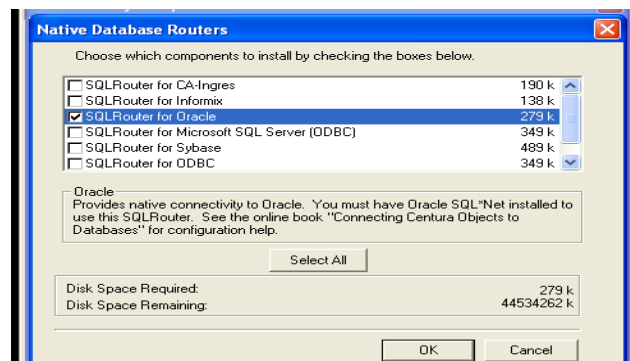 Native Database Routers
Choose which components to install by checking the boxes below.
SQLRouter for CA-Ingres 190 k
SQLRouter for Informix 138 k
SQLRouter for Oracle 279 k
SQLRouter for Microsoft SQL Server (ODBC) 349 k
SQLRouter for Sybase 489 k
SQLRouter for ODBC 349 k
Oracle
Provides native connectivity to Oracle. You must have Oracle SQL*Net installed to
use this SQLRouter. See the online book "Connecting Centura Objects to
Databases" for configuration help.
Select All
Disk Space Required: 279 k
Disk Space Remaining: 44534262 k
OK Cancel